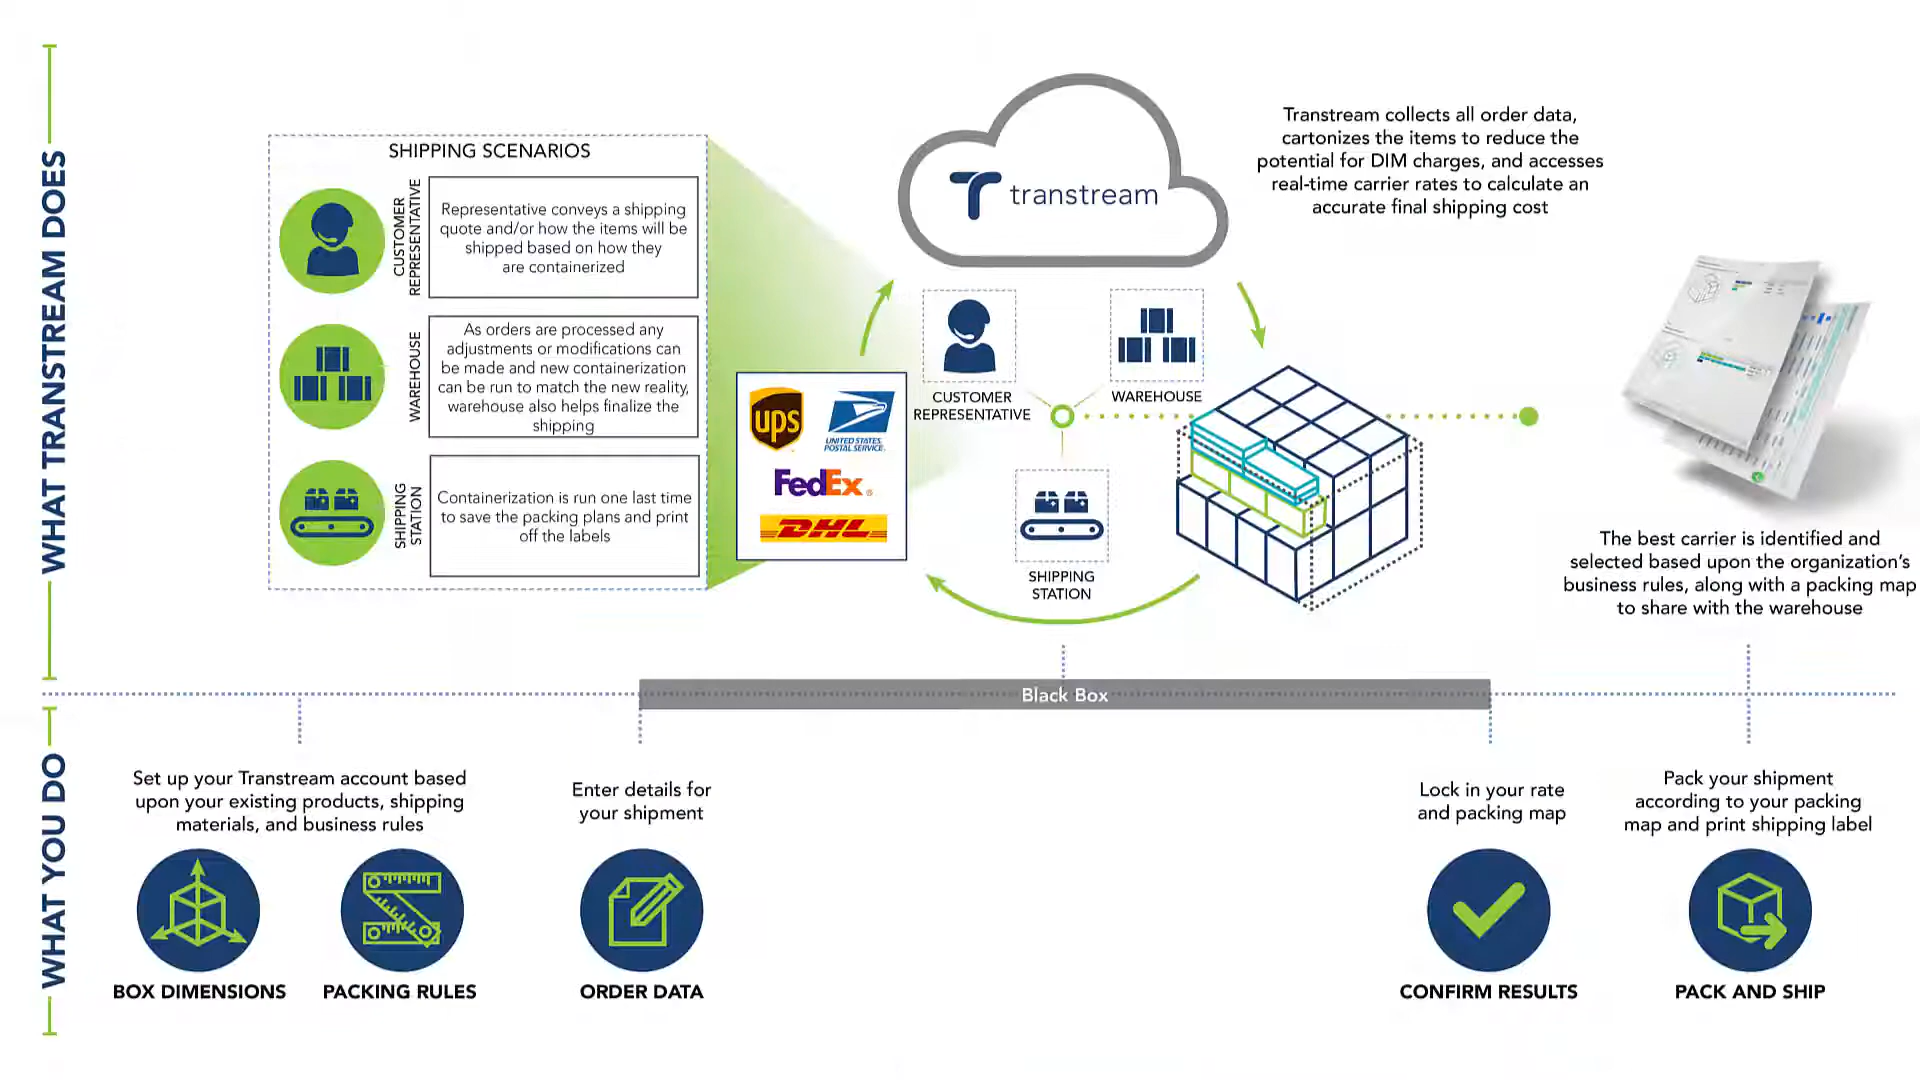 WHAT TRANSTREAM DOES
SHIPPING SCENARIOS
CUSTOMER
REPRESENTATIVE
Representative conveys a shipping
quote and/or how the items will be
shipped based on how they
are containerized
WAREHOUSE
As orders are processed any
adjustments or modifications can
be made and new containerization
can be run to match the new reality,
warehouse also helps finalize the
shipping
SHIPPING
STATION
Containerization is run one last time
to save the packing plans and print
off the labels
ups
UNITED STATES
POSTAL SERVICE.
FedEx®
DHL
transtream
CUSTOMER
REPRESENTATIVE
WAREHOUSE
SHIPPING
STATION
Transtream collects all order data,
cartonizes the items to reduce the
potential for DIM charges, and accesses
real-time carrier rates to calculate an
accurate final shipping cost
The best carrier is identified and
selected based upon the organization's
business rules, along with a packing map
to share with the warehouse
Black Box
WHAT YOU DO
Set up your Transtream account based
upon your existing products, shipping
materials, and business rules
BOX DIMENSIONS
PACKING RULES
Enter details for
your shipment
ORDER DATA
Lock in your rate
and packing map
CONFIRM RESULTS
Pack your shipment
according to your packing
map and print shipping label
PACK AND SHIP